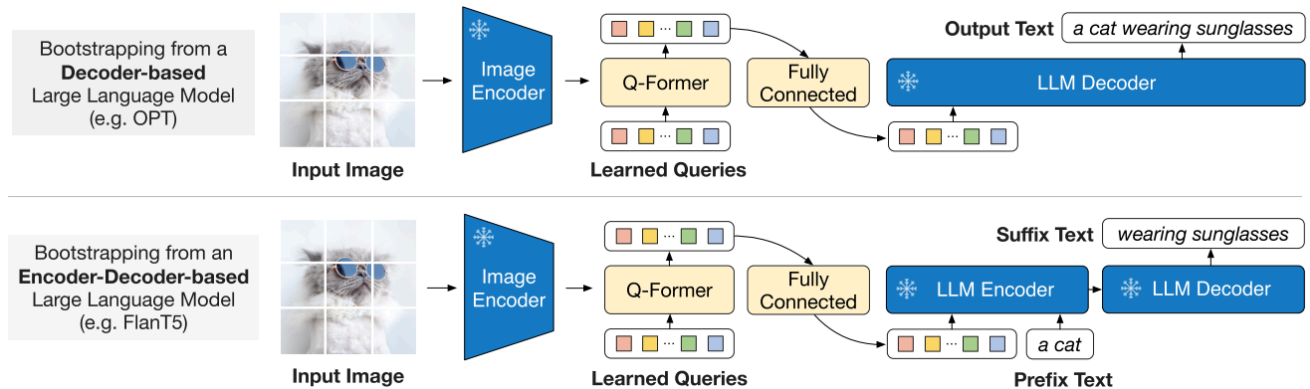 Bootstrapping from a
Decoder-based
Large Language Model
(e.g. OPT)
Input Image
Image
Encoder
Q-Former
Learned Queries
Fully
Connected
Output Text
a cat wearing sunglasses
LLM Decoder
Bootstrapping from an
Encoder-Decoder-based
Large Language Model
(e.g. FlanT5)
Input Image
Image
Encoder
Q-Former
Learned Queries
Fully
Connected
Suffix Text
wearing sunglasses
LLM Encoder
LLM Decoder
a cat
Prefix Text